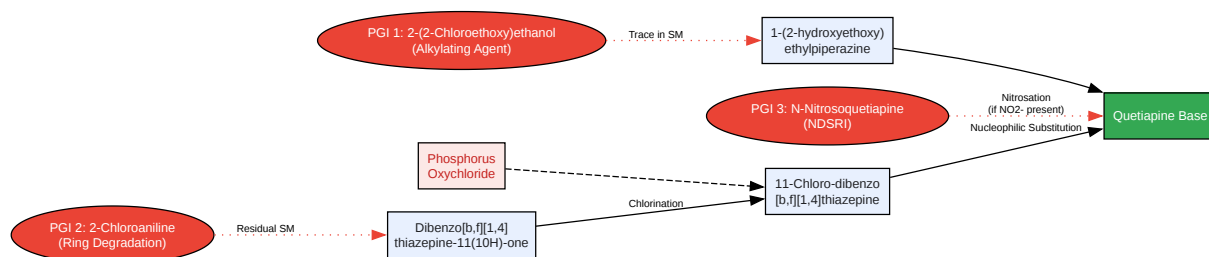 PGI 1: 2-(2-Chloroethoxy)ethanol
(Alkylating Agent)
Trace in SM
1-(2-hydroxyethoxy)
ethylpiperazine
PGI 3: N-Nitrosoquetiapine
(NDSRI)
Nitrosation
(if NO2- present)
Quetiapine Base
Nucleophilic Substitution
Phosphorus
Oxychloride
11-Chloro-dibenzo
[b,f][1,4]thiazepine
Chlorination
PGI 2: 2-Chloroaniline
(Ring Degradation)
Residual SM
Dibenzo[b,f][1,4]
thiazepine-11(10H)-one